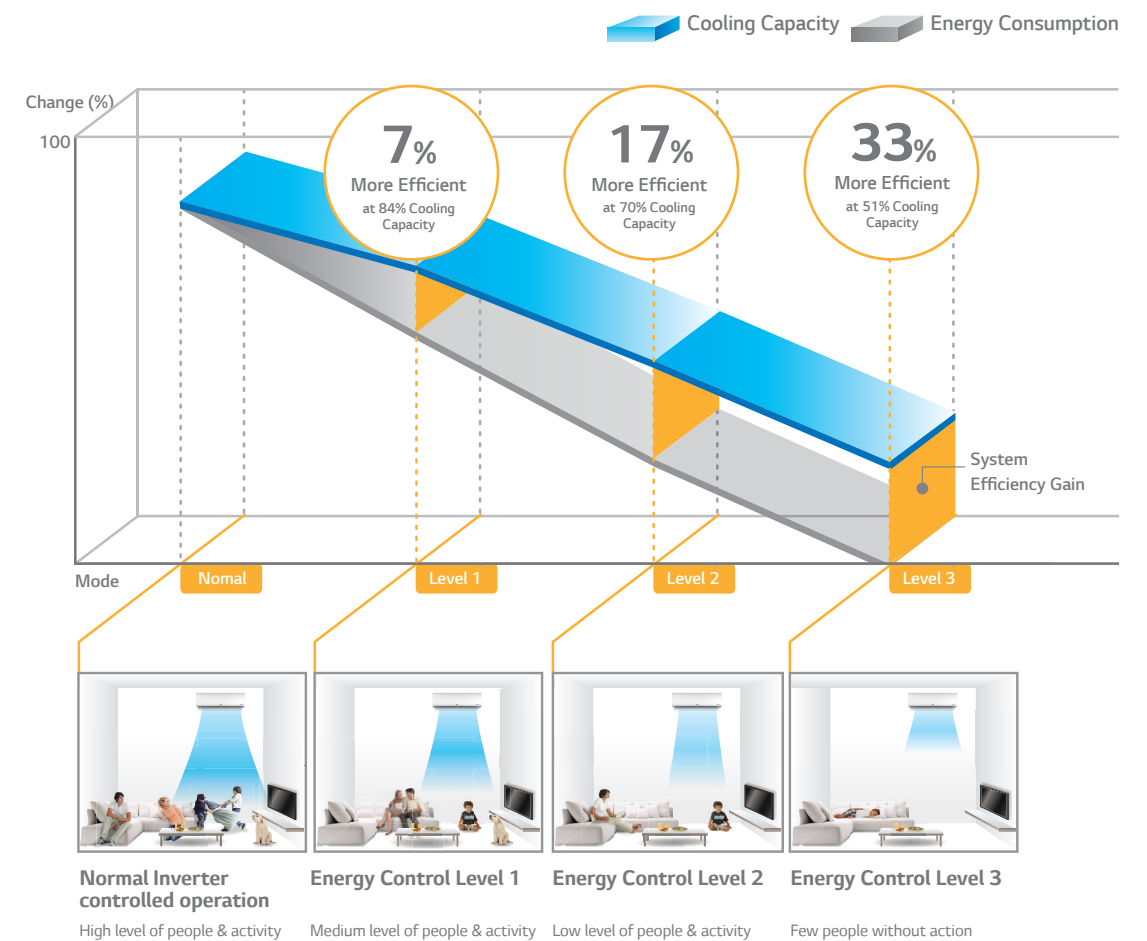 Cooling Capacity
Energy Consumption
Change (%)
100
7%
More Efficient
at 84% Cooling
Capacity
17%
More Efficient
at 70% Cooling
Capacity
33%
More Efficient
at 51% Cooling
Capacity
System
Efficiency Gain
Mode
Nomal
Level 1
Level 2
Level 3
Normal Inverter
controlled operation
High level of people & activity
Energy Control Level 1
Medium level of people & activity
Energy Control Level 2
Low level of people & activity
Energy Control Level 3
Few people without action